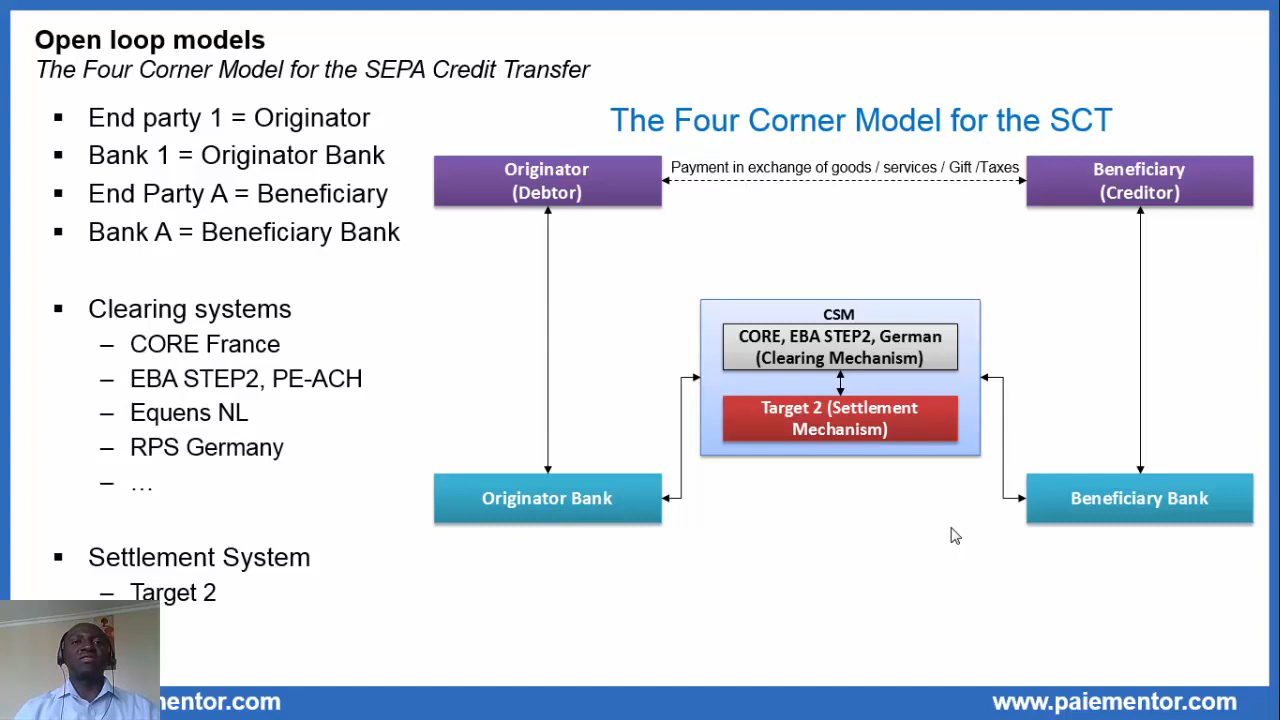 Open loop models
The Four Corner Model for the SEPA Credit Transfer
End party 1 = Originator
Bank 1 = Originator Bank
End Party A = Beneficiary
Bank A = Beneficiary Bank
Clearing systems
– CORE France
– EBA STEP2, PE-ACH
– Equens NL
– RPS Germany
– …
Settlement System
– Target 2
The Four Corner Model for the SCT
Originator
(Debtor)
Payment in exchange of goods / services / Gift /Taxes
Beneficiary
(Creditor)
CSM
CORE, EBA STEP2, German
(Clearing Mechanism)
Target 2 (Settlement
Mechanism)
Originator Bank
Beneficiary Bank
mentor.com
www.paiementor.com